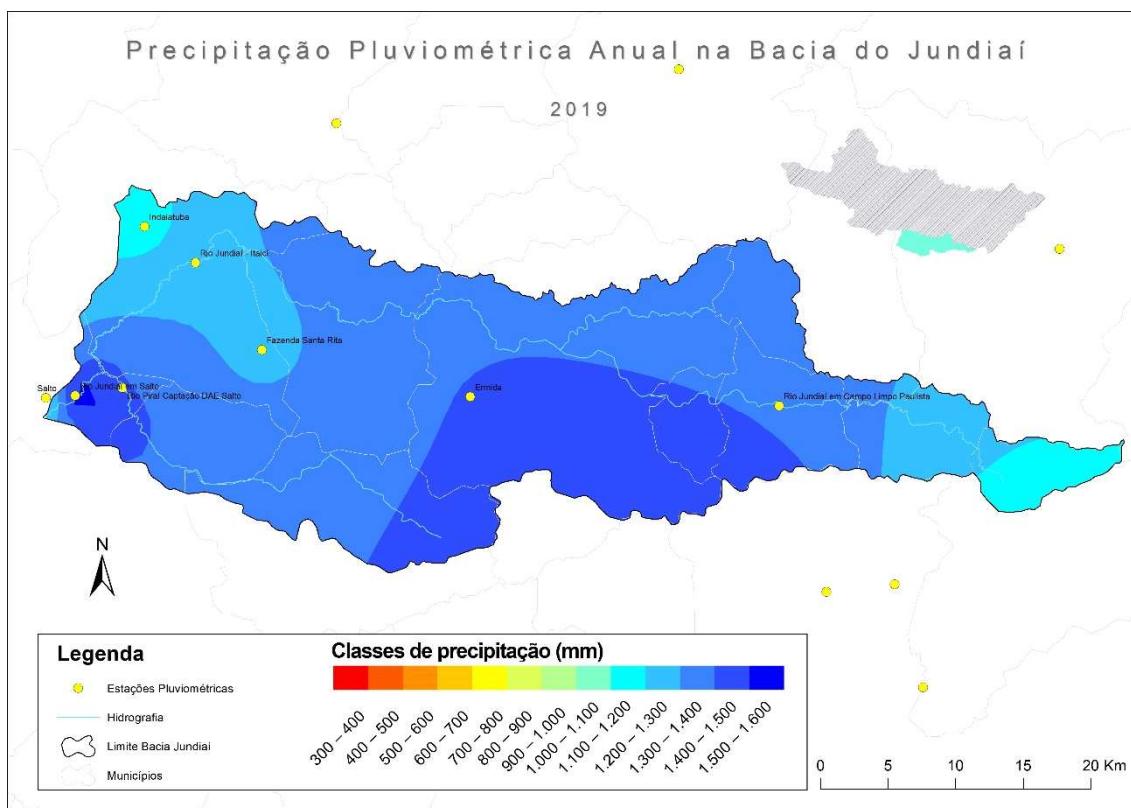 Precipitação Pluviométrica Anual na Bacia do Jundiaí
2019
Indaiatuba
Rio Jundiaí - Itaici
Fazenda Santa Rita
Salto
Rio Jundiaí em Salto
Piraí Captação DAE Salto
Ermida
Rio Jundiaí em Campo Limpo Paulista
N
Legenda
Estações Pluviométricas
Hidrografia
Limite Bacia Jundiaí
Municípios
Classes de precipitação (mm)
300 – 400
400 – 500
500 – 600
600 – 700
700 – 800
800 – 900
900 – 1.000
1.000 – 1.100
1.100 – 1.200
1.200 – 1.300
1.300 – 1.400
1.400 – 1.500
1.500 – 1.600
0 5 10 15 20 Km